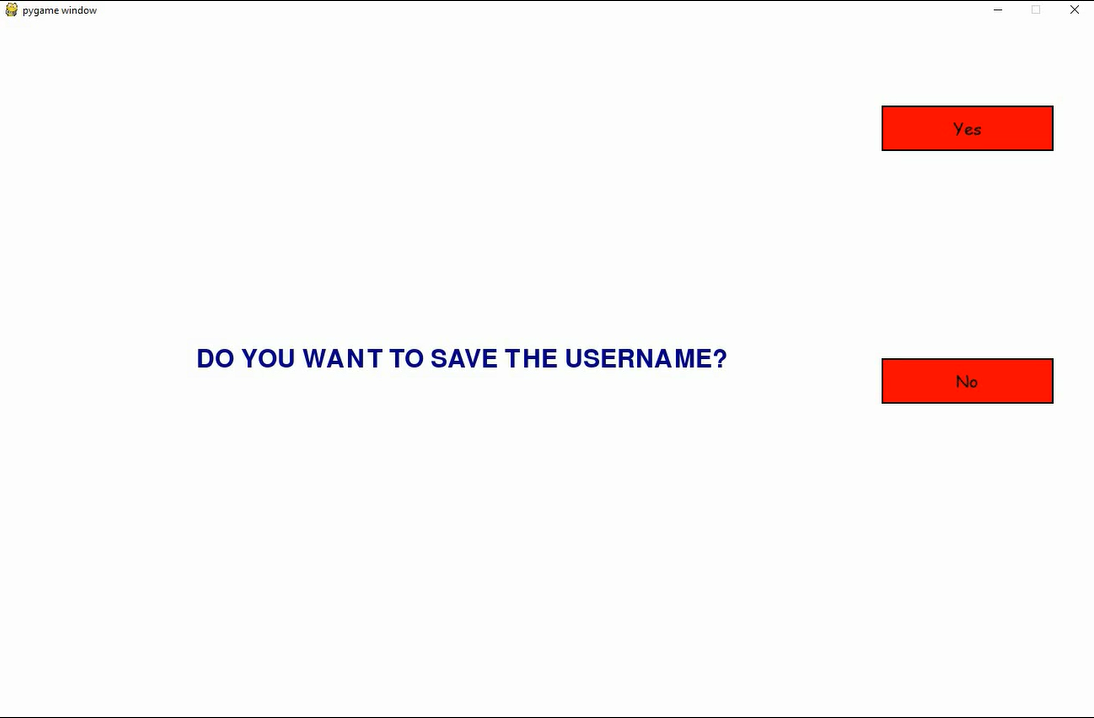 pygame window
Yes
DO YOU WANT TO SAVE THE USERNAME?
No